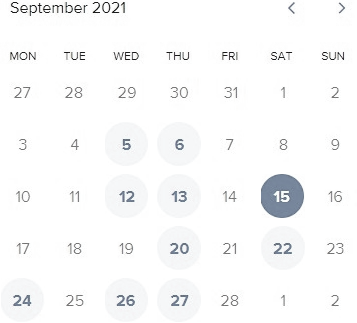 September 2021
MON TUE WED THU FRI SAT SUN
27 28 29 30 31 1 2
3 4 5 6 7 8 9
10 11 12 13 14 15 16
17 18 19 20 21 22 23
24 25 26 27 28 1 2